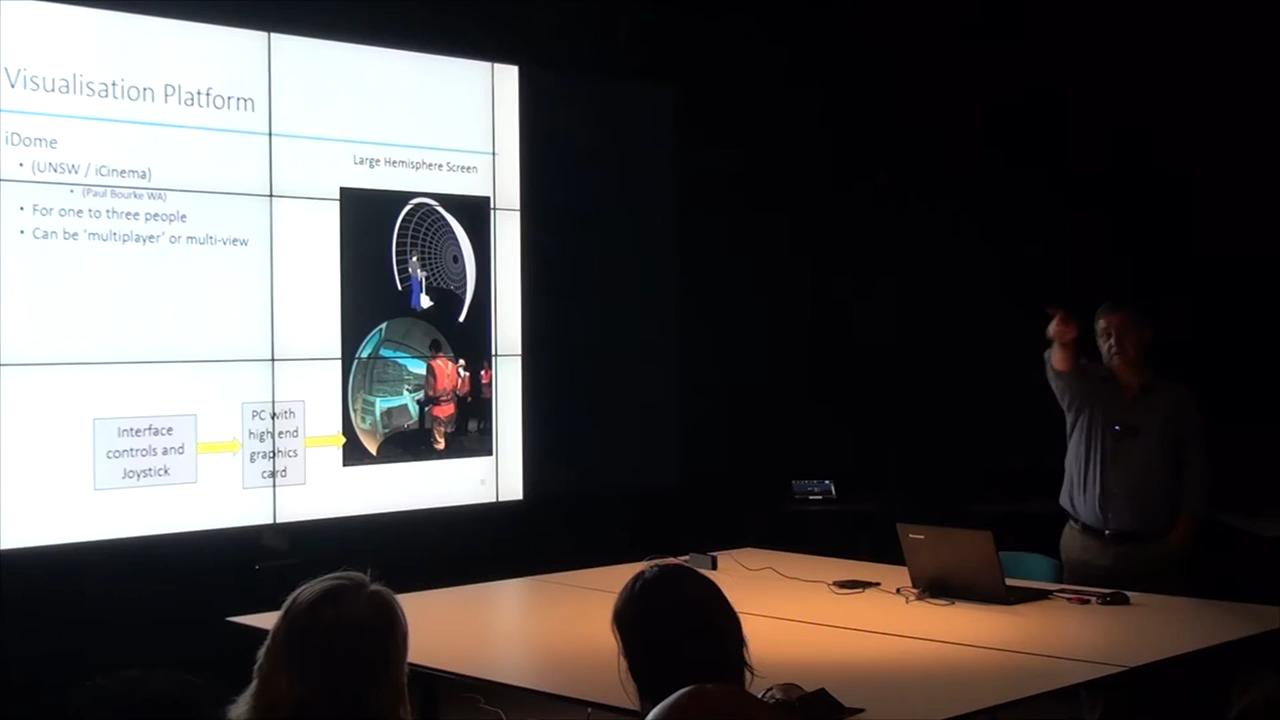 Visualisation Platform
iDome
• (UNSW / iCinema)
• (Paul Bourke WA)
• For one to three people
• Can be 'multiplayer' or multi-view
Large Hemisphere Screen
Interface
controls and
Joystick
PC with
high end
graphics
card